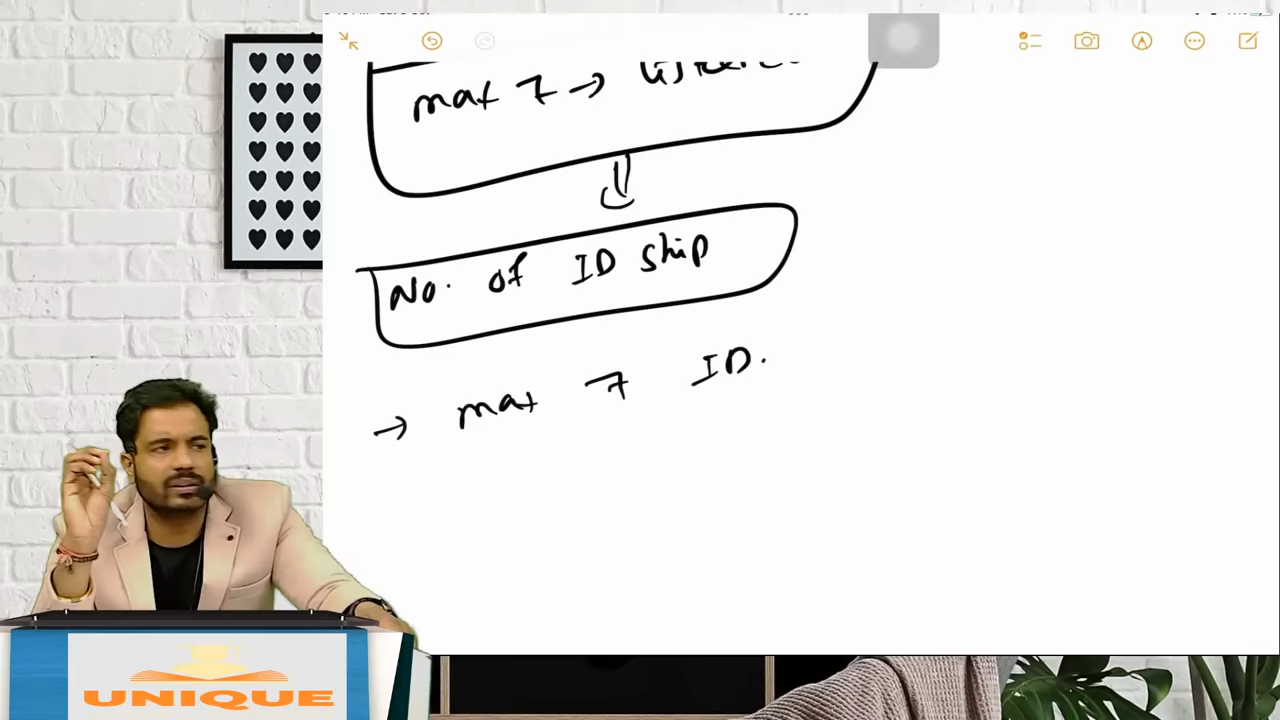 max 7 →
No. of ID ship
→ max 7 ID.
UNIQUE